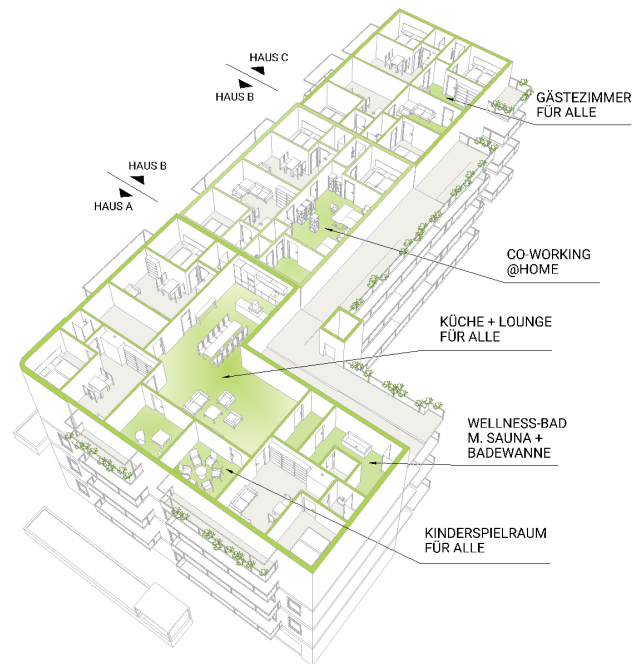 HAUS C
HAUS B
GÄSTEZIMMER
FÜR ALLE
HAUS B
HAUS A
CO-WORKING
@HOME
KÜCHE + LOUNGE
FÜR ALLE
WELLNESS-BAD
M. SAUNA +
BADEWANNE
KINDERSPIELRAUM
FÜR ALLE